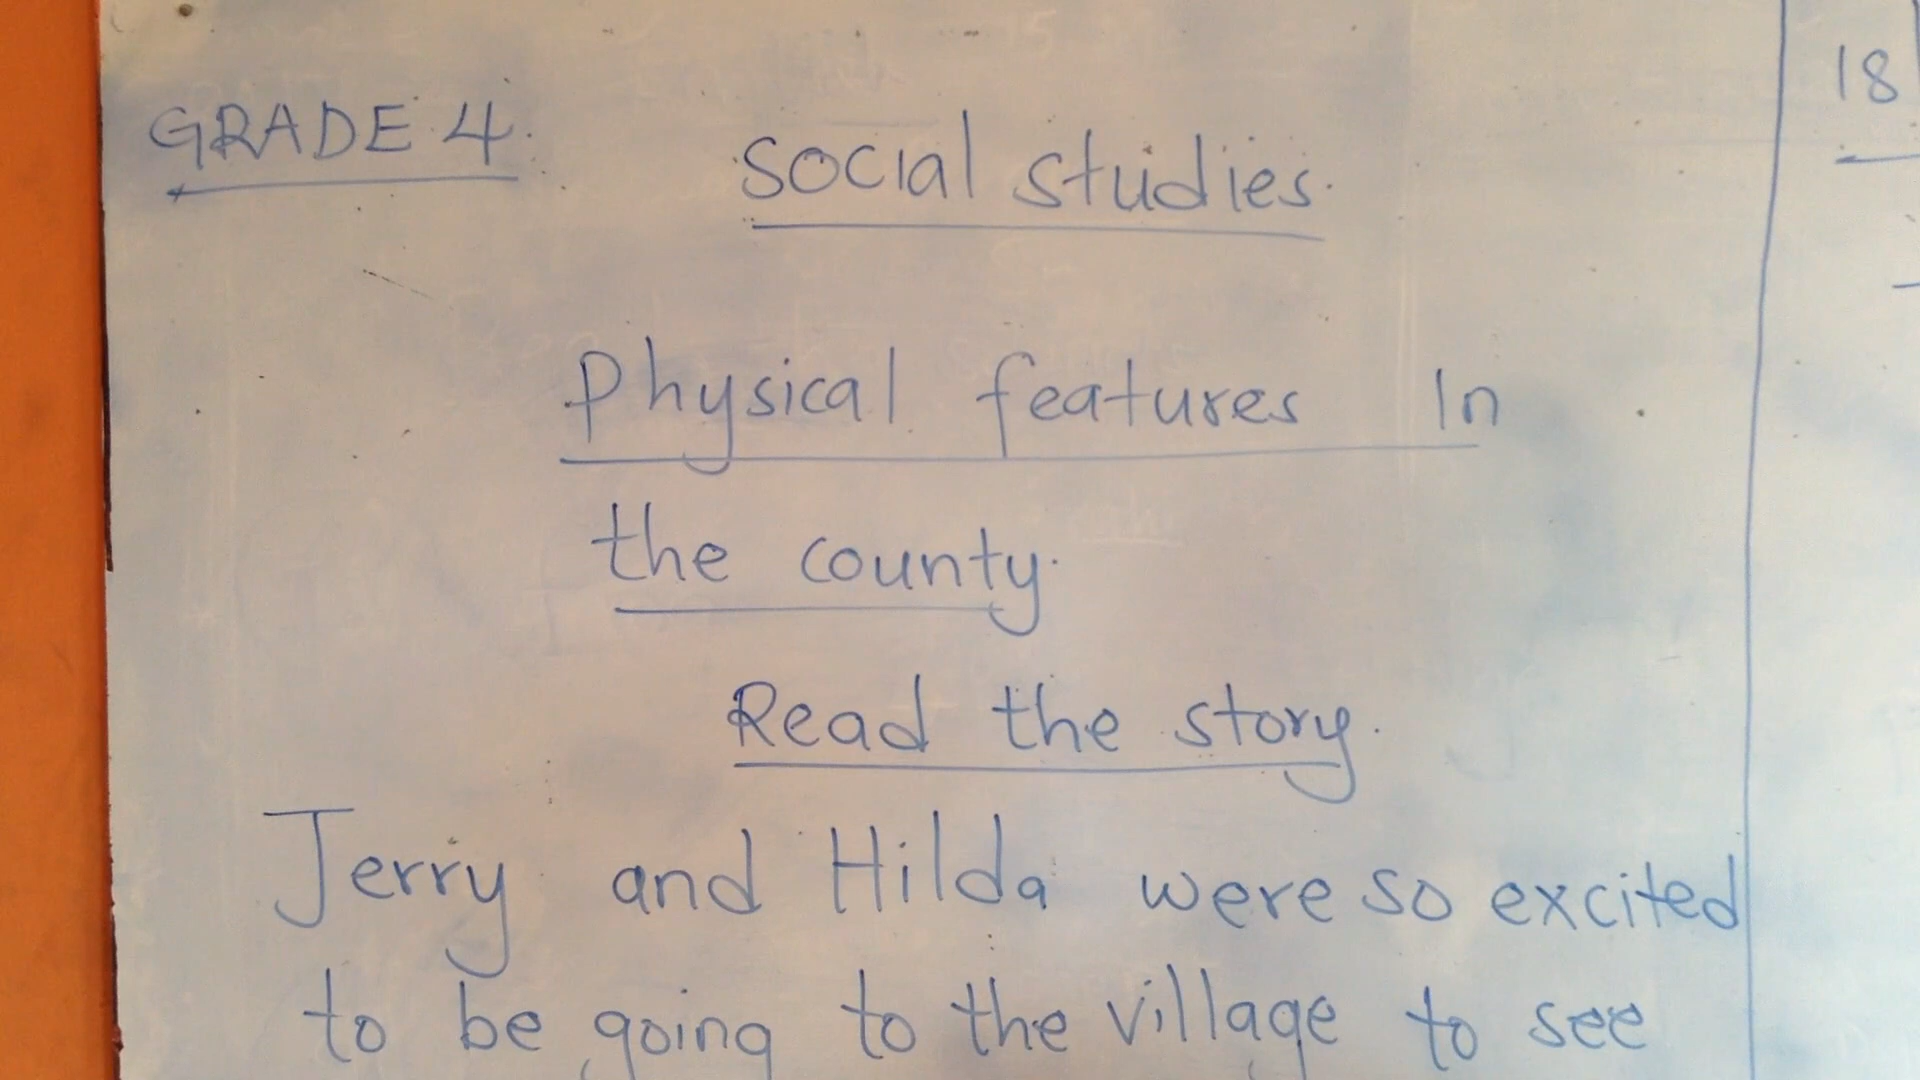 GRADE 4.
Social studies.
Physical features In
the county.
Read the story.
Jerry and Hilda were so excited
to be going to the village to see
18